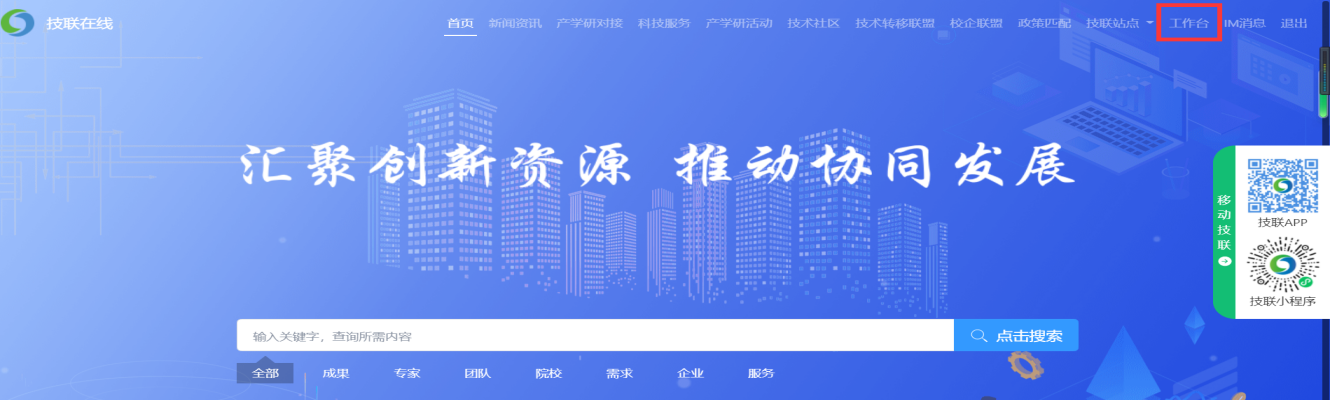 技联在线
首页 新闻资讯 产学研对接 科技服务 产学研活动 技术社区 技术转移联盟 校企联盟 政策匹配 技联站点 工作台 IM消息 退出
汇聚创新资源 推动协同发展
移动技联
技联APP
技联小程序
输入关键字，查询所需内容 点击搜索
全部 成果 专家 团队 院校 需求 企业 服务